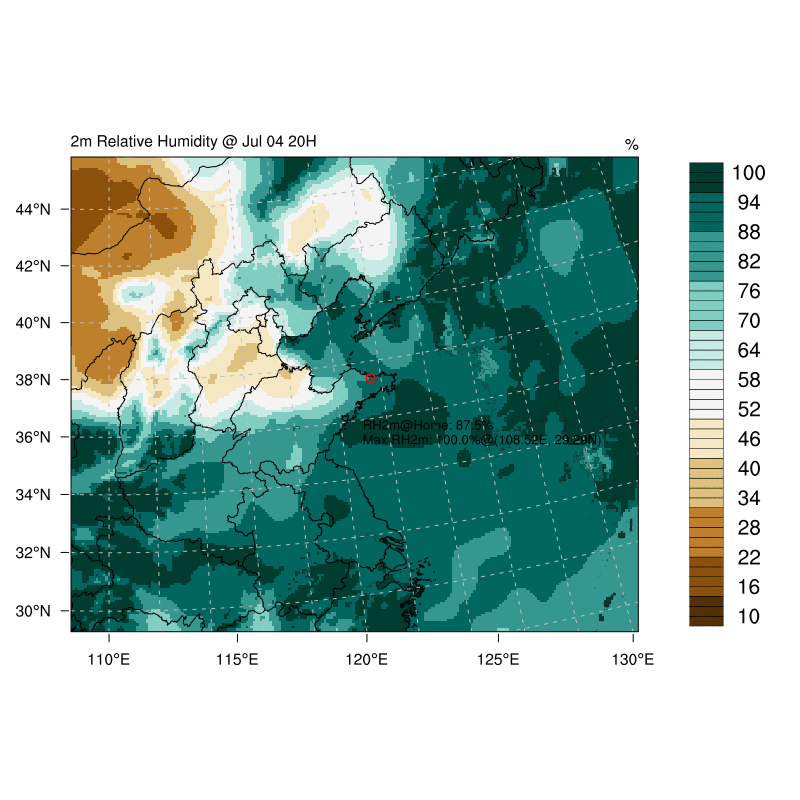 2m Relative Humidity @ Jul 04 20H
%
100
94
88
82
76
70
64
58
52
46
40
34
28
22
16
10
44°N
42°N
40°N
38°N
36°N
34°N
32°N
30°N
RH2m@Home: 87.5%
Max RH2m: 100.0%@(108.52E, 29.29N)
110°E
115°E
120°E
125°E
130°E